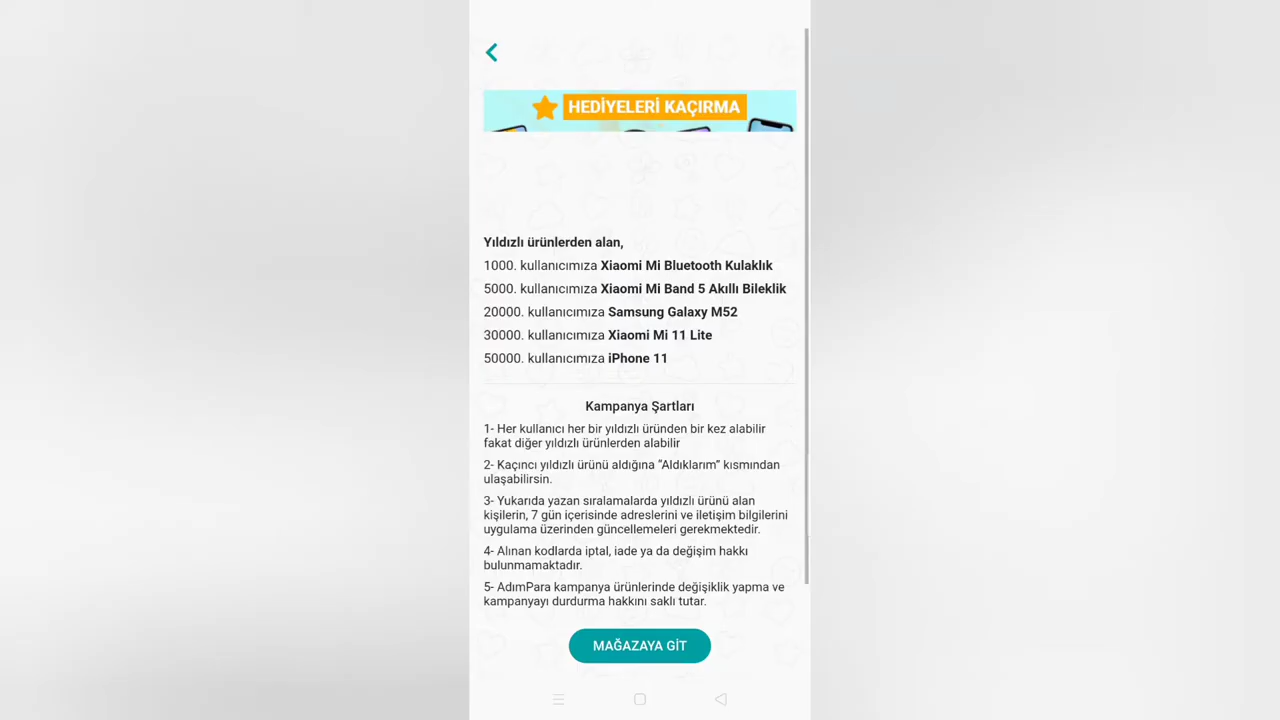 HEDİYELERİ KAÇIRMA
Yıldızlı ürünlerden alan,
1000. kullanıcımıza Xiaomi Mi Bluetooth Kulaklık
5000. kullanıcımıza Xiaomi Mi Band 5 Akıllı Bileklik
20000. kullanıcımıza Samsung Galaxy M52
30000. kullanıcımıza Xiaomi Mi 11 Lite
50000. kullanıcımıza iPhone 11
Kampanya Şartları
1- Her kullanıcı her bir yıldızlı üründen bir kez alabilir
fakat diğer yıldızlı ürünlerden alabilir
2- Kaçıncı yıldızlı ürünü aldığına “Aldıklarım” kısmından
ulaşabilirsin.
3- Yukarıda yazan sıralamalarda yıldızlı ürünü alan
kişilerin, 7 gün içerisinde adreslerini ve iletişim bilgilerini
uygulama üzerinden güncellemeleri gerekmektedir.
4- Alınan kodlarda iptal, iade ya da değişim hakkı
bulunmamaktadır.
5- AdımPara kampanya ürünlerinde değişiklik yapma ve
kampanyayı durdurma hakkını saklı tutar.
MAĞAZAYA GİT